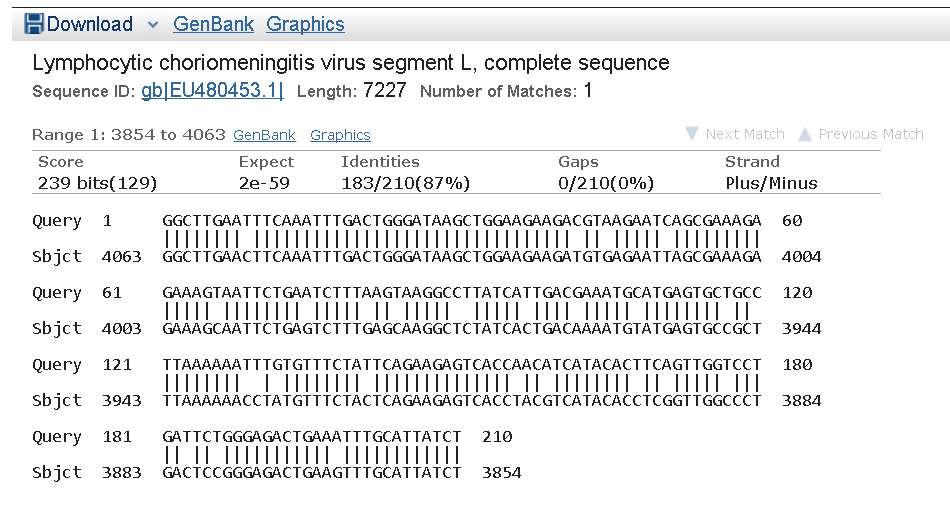 Download GenBank Graphics
Lymphocytic choriomeningitis virus segment L, complete sequence
Sequence ID: gb|EU480453.1| Length: 7227 Number of Matches: 1
Range 1: 3854 to 4063 GenBank Graphics Next Match Previous Match
Score Expect Identities Gaps Strand
239 bits(129) 2e-59 183/210(87%) 0/210(0%) Plus/Minus
Query 1 GGCTTGAATTTCAAATTTGACTGGGATAAGCTGGAAGAAGACGTAAGAATCAGCGAAAGA 60
Sbjct 4063 GGCTTGAACTTCAAATTTGACTGGGATAAGCTGGAAGAAGATGTGAGAATTAGCGAAAGA 4004
Query 61 GAAAGTAATTCTGAATCTTTAAGTAAGGCCTTATCATTGACGAAATGCATGAGTGCTGCC 120
Sbjct 4003 GAAAGCAATTCTGAGTCTTTGAGCAAGGCTCTATCACTGACAAAATGTATGAGTGCCGCT 3944
Query 121 TTAAAAAATTTGTGTTTCTATTCAGAAGAGTCACCAACATCATACACTTCAGTTGGTCCT 180
Sbjct 3943 TTAAAAAACCTATGTTTCTACTCAGAAGAGTCACCTACGTCATACACCTCGGTTGGCCCT 3884
Query 181 GATTCTGGGAGACTGAAATTTGCATTATCT 210
Sbjct 3883 GACTCCGGGAGACTGAAGTTTGCATTATCT 3854